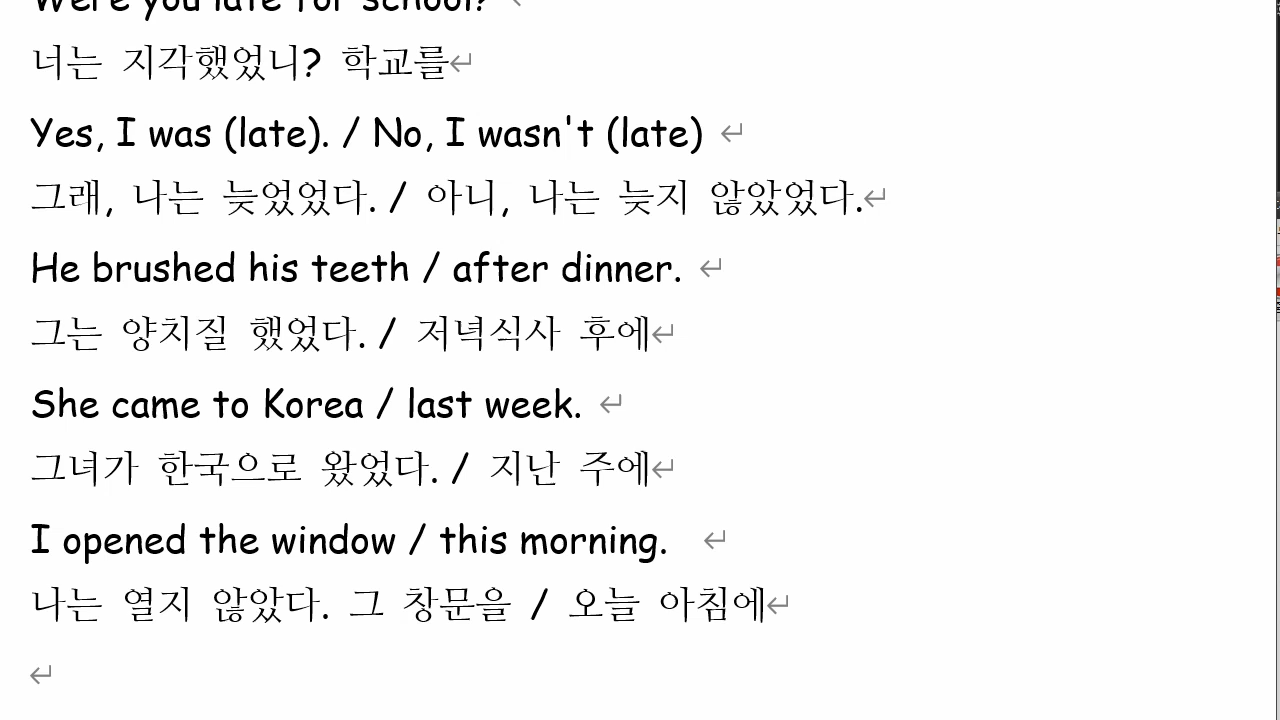 Were you late for school?
너는 지각했었니? 학교를
Yes, I was (late). / No, I wasn't (late)
그래, 나는 늦었었다. / 아니, 나는 늦지 않았었다.
He brushed his teeth / after dinner.
그는 양치질 했었다. / 저녁식사 후에
She came to Korea / last week.
그녀가 한국으로 왔었다. / 지난 주에
I opened the window / this morning.
나는 열지 않았다. 그 창문을 / 오늘 아침에